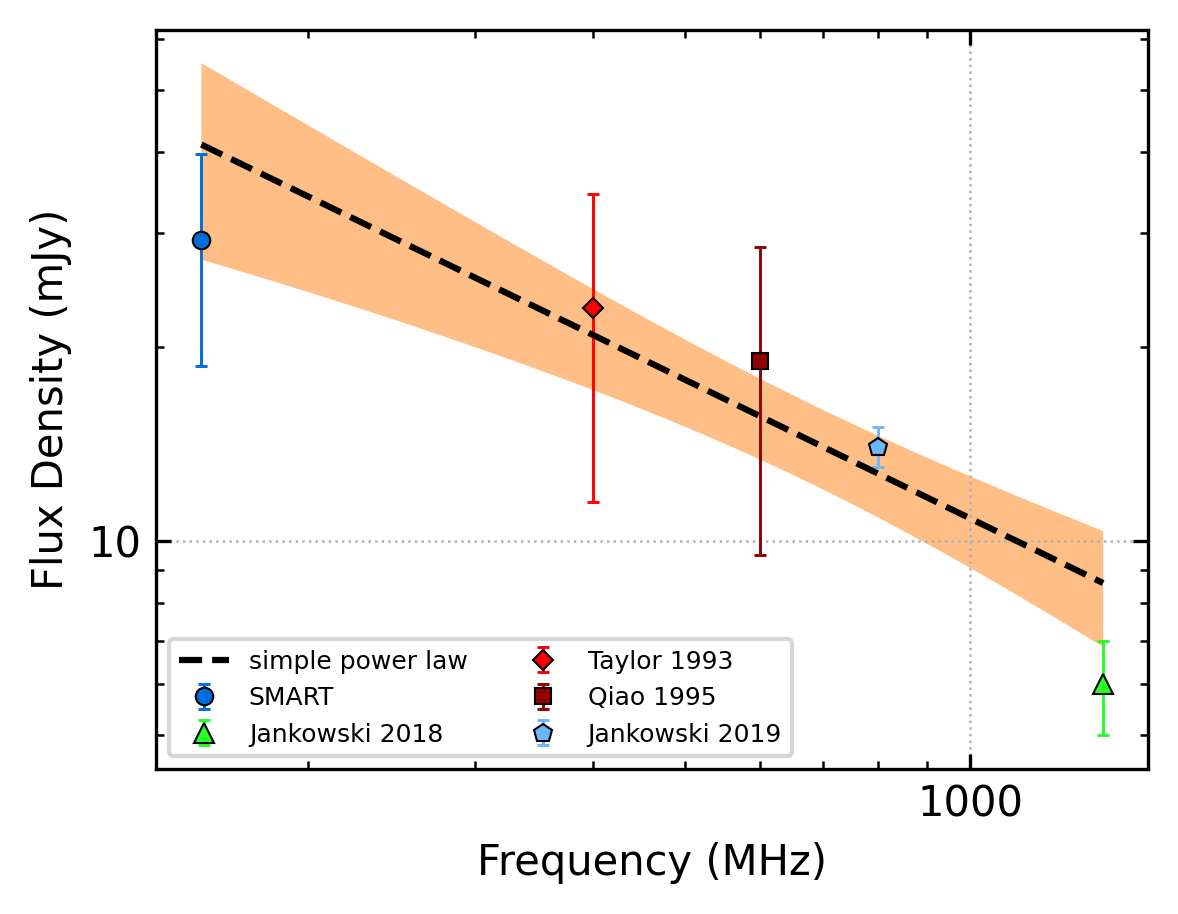 Flux Density (mJy)
10
simple power law
SMART
Jankowski 2018
Taylor 1993
Qiao 1995
Jankowski 2019
1000
Frequency (MHz)